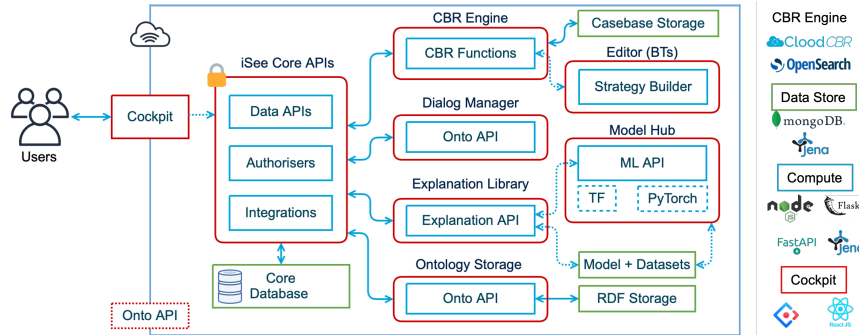 CBR Engine
Casebase Storage
CBR Functions
Editor (BTs)
Strategy Builder
iSee Core APIs
Data APIs
Authorisers
Integrations
Cockpit
Users
Dialog Manager
Onto API
Model Hub
ML API
TF
PyTorch
Explanation Library
Explanation API
Model + Datasets
Ontology Storage
Onto API
RDF Storage
Core
Database
Onto API
CBR Engine
CloodCBR
OpenSearch
Data Store
mongoDB
Jena
Compute
node
JS
Flask
FastAPI
Jena
Cockpit
React JS